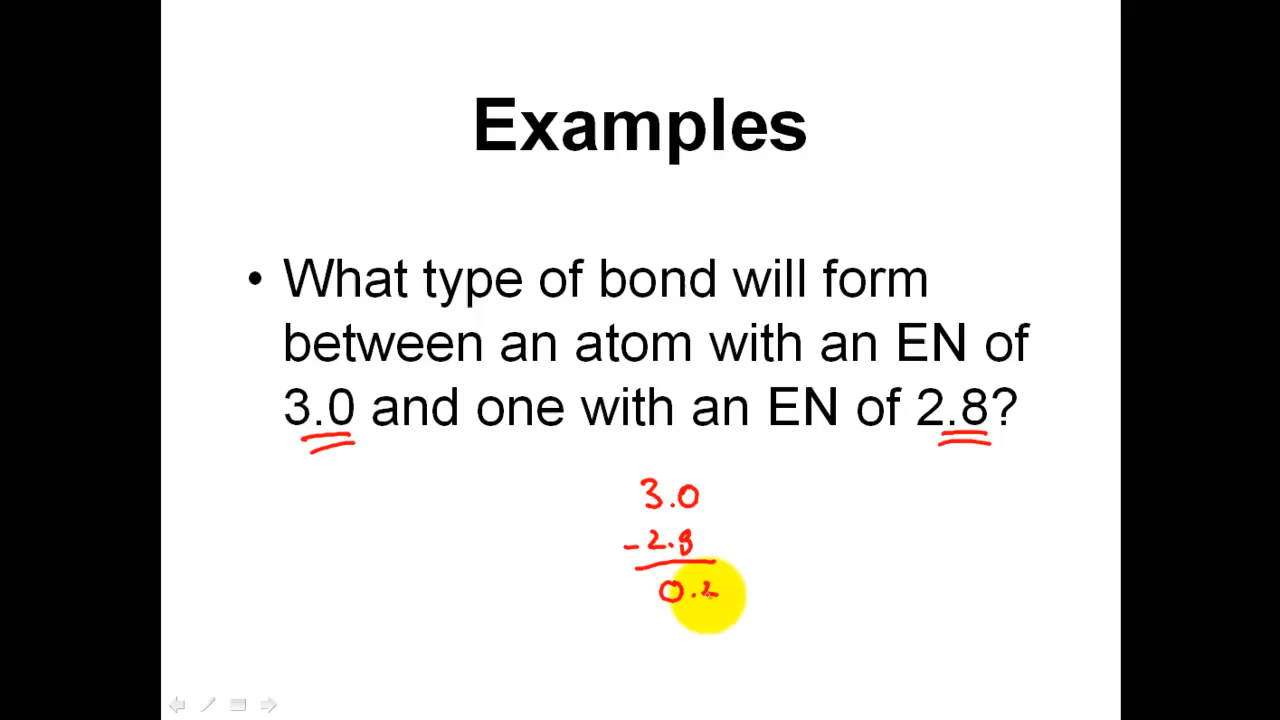 Examples
• What type of bond will form
between an atom with an EN of
3.0 and one with an EN of 2.8?
3.0
-2.8
0.2